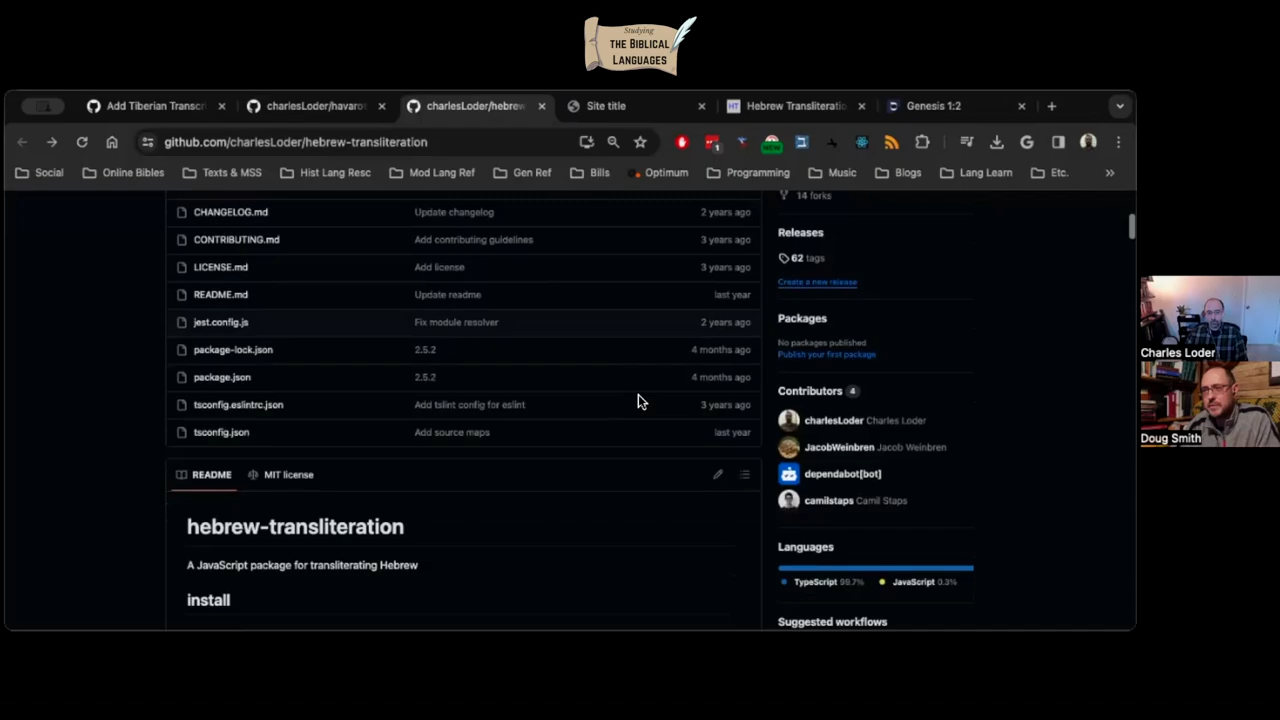 Studying
THE BIBLICAL
LANGUAGES
Add Tiberian Transcri
charlesLoder/havarot
charlesLoder/hebrew
Site title
HT Hebrew Transliteratio
Genesis 1:2
github.com/charlesLoder/hebrew-transliteration
1
NEW
Social
Online Bibles
Texts & MSS
Hist Lang Resc
Mod Lang Ref
Gen Ref
Bills
Optimum
Programming
Music
Blogs
Lang Learn
Etc.
CHANGELOG.md Update changelog 2 years ago
CONTRIBUTING.md Add contributing guidelines 3 years ago
LICENSE.md Add license 3 years ago
README.md Update readme last year
jest.config.js Fix module resolver 2 years ago
package-lock.json 2.5.2 4 months ago
package.json 2.5.2 4 months ago
tsconfig.eslintrc.json Add tslint config for eslint 3 years ago
tsconfig.json Add source maps last year
README MIT license
hebrew-transliteration
A JavaScript package for transliterating Hebrew
install
14 forks
Releases
62 tags
Create a new release
Packages
No packages published
Publish your first package
Contributors 4
charlesLoder Charles Loder
JacobWeinbren Jacob Weinbren
dependabot[bot]
camilstaps Camil Staps
Languages
TypeScript 99.7% JavaScript 0.3%
Suggested workflows
Charles Loder
Doug Smith